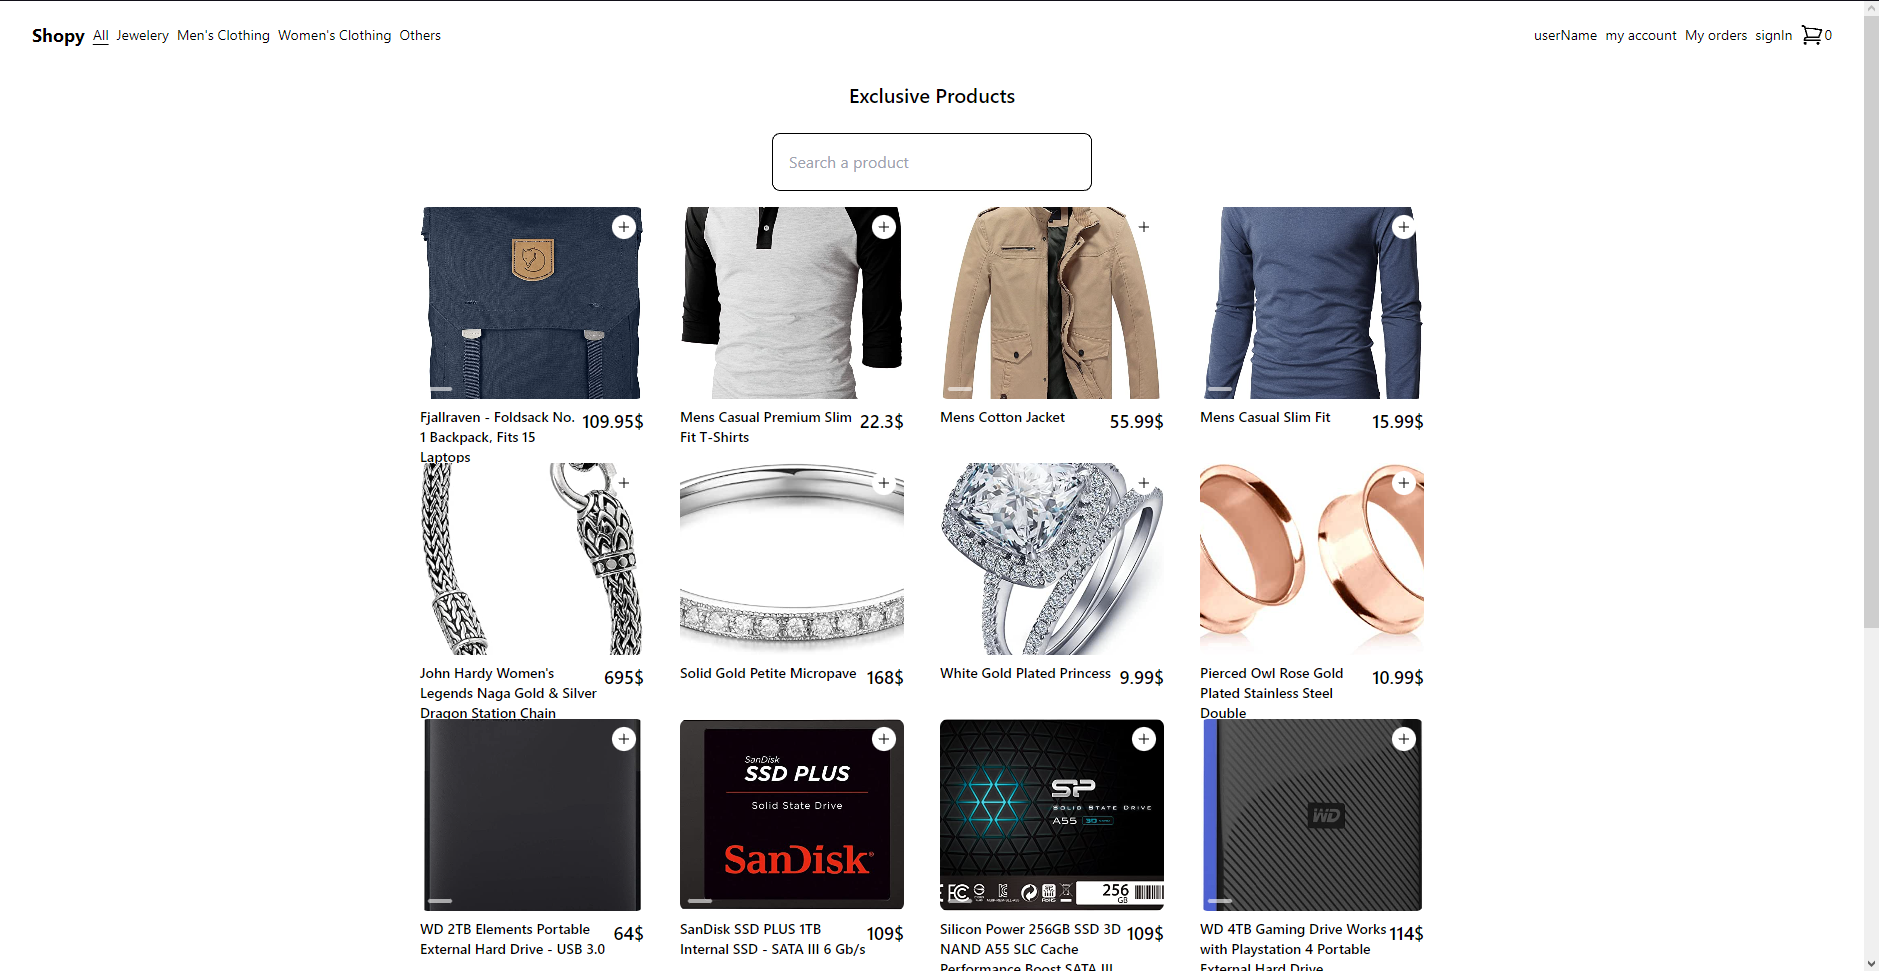 Shopy All Jewelery Men's Clothing Women's Clothing Others userName my account My orders signIn 0
Exclusive Products
Search a product
Fjallraven - Foldsack No. 109.95$
1 Backpack, Fits 15
Laptops
Mens Casual Premium Slim 22.3$
Fit T-Shirts
Mens Cotton Jacket 55.99$
Mens Casual Slim Fit 15.99$
John Hardy Women's 695$
Legends Naga Gold & Silver
Dragon Station Chain
Solid Gold Petite Micropave 168$
White Gold Plated Princess 9.99$
Pierced Owl Rose Gold 10.99$
Plated Stainless Steel
Double
SanDisk
SSD PLUS
Solid State Drive
SanDisk®
SP
SOLID STATE DRIVE
A55 3D
FC
256
GB
WD
WD 2TB Elements Portable 64$
External Hard Drive - USB 3.0
SanDisk SSD PLUS 1TB 109$
Internal SSD - SATA III 6 Gb/s
Silicon Power 256GB SSD 3D 109$
NAND A55 SLC Cache
Performance Boost SATA III
WD 4TB Gaming Drive Works 114$
with Playstation 4 Portable
External Hard Drive